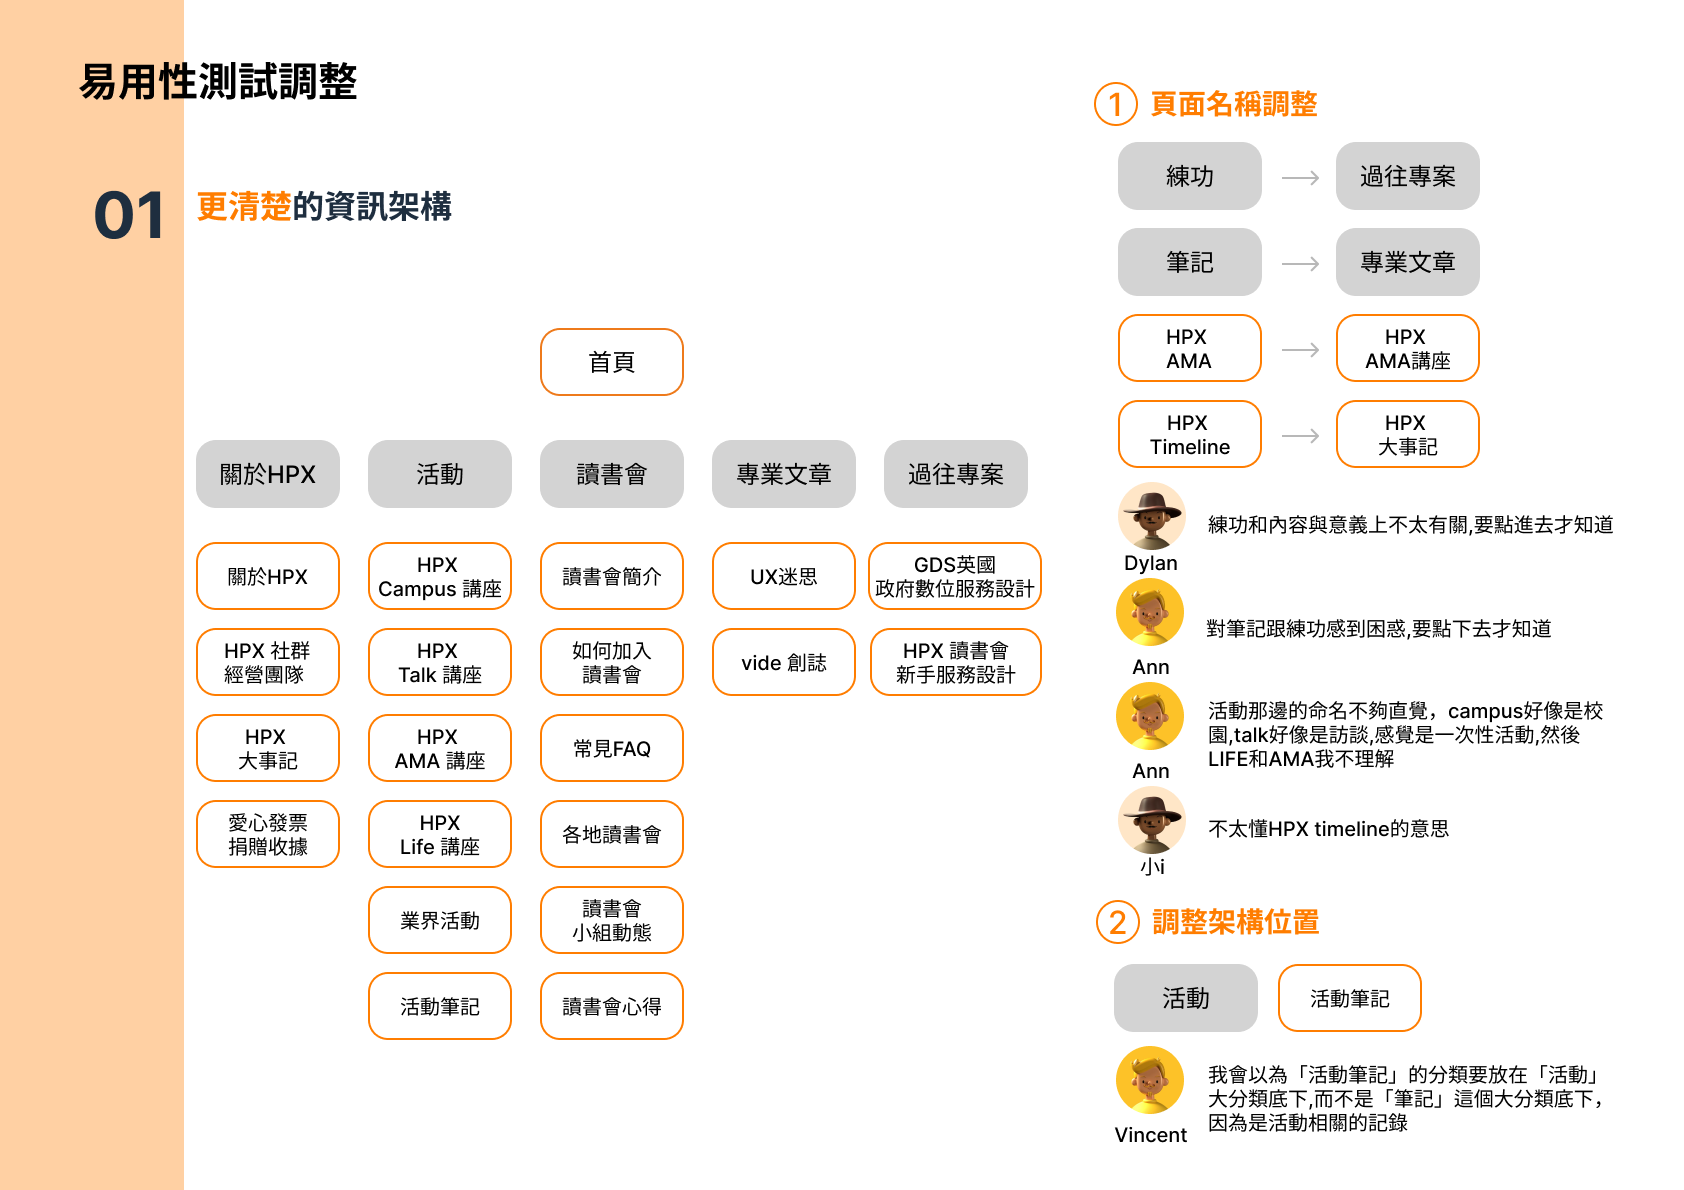 易用性測試調整
01
更清楚的資訊架構
首頁
關於HPX
關於HPX
HPX 社群
經營團隊
HPX
大事記
愛心發票
捐贈收據
活動
HPX
Campus 講座
HPX
Talk 講座
HPX
AMA 講座
HPX
Life 講座
業界活動
活動筆記
讀書會
讀書會簡介
如何加入
讀書會
常見FAQ
各地讀書會
讀書會
小組動態
讀書會心得
專業文章
UX迷思
vide 創誌
過往專案
GDS英國
政府數位服務設計
HPX 讀書會
新手服務設計
1 頁面名稱調整
練功
過往專案
筆記
專業文章
HPX
AMA
HPX
AMA講座
HPX
Timeline
HPX
大事記
Dylan
練功和內容與意義上不太有關,要點進去才知道
Ann
對筆記跟練功感到困惑,要點下去才知道
Ann
活動那邊的命名不夠直覺，campus好像是校
園,talk好像是訪談,感覺是一次性活動,然後
LIFE和AMA我不理解
小i
不太懂HPX timeline的意思
2 調整架構位置
活動
活動筆記
Vincent
我會以為「活動筆記」的分類要放在「活動」
大分類底下,而不是「筆記」這個大分類底下，
因為是活動相關的記錄